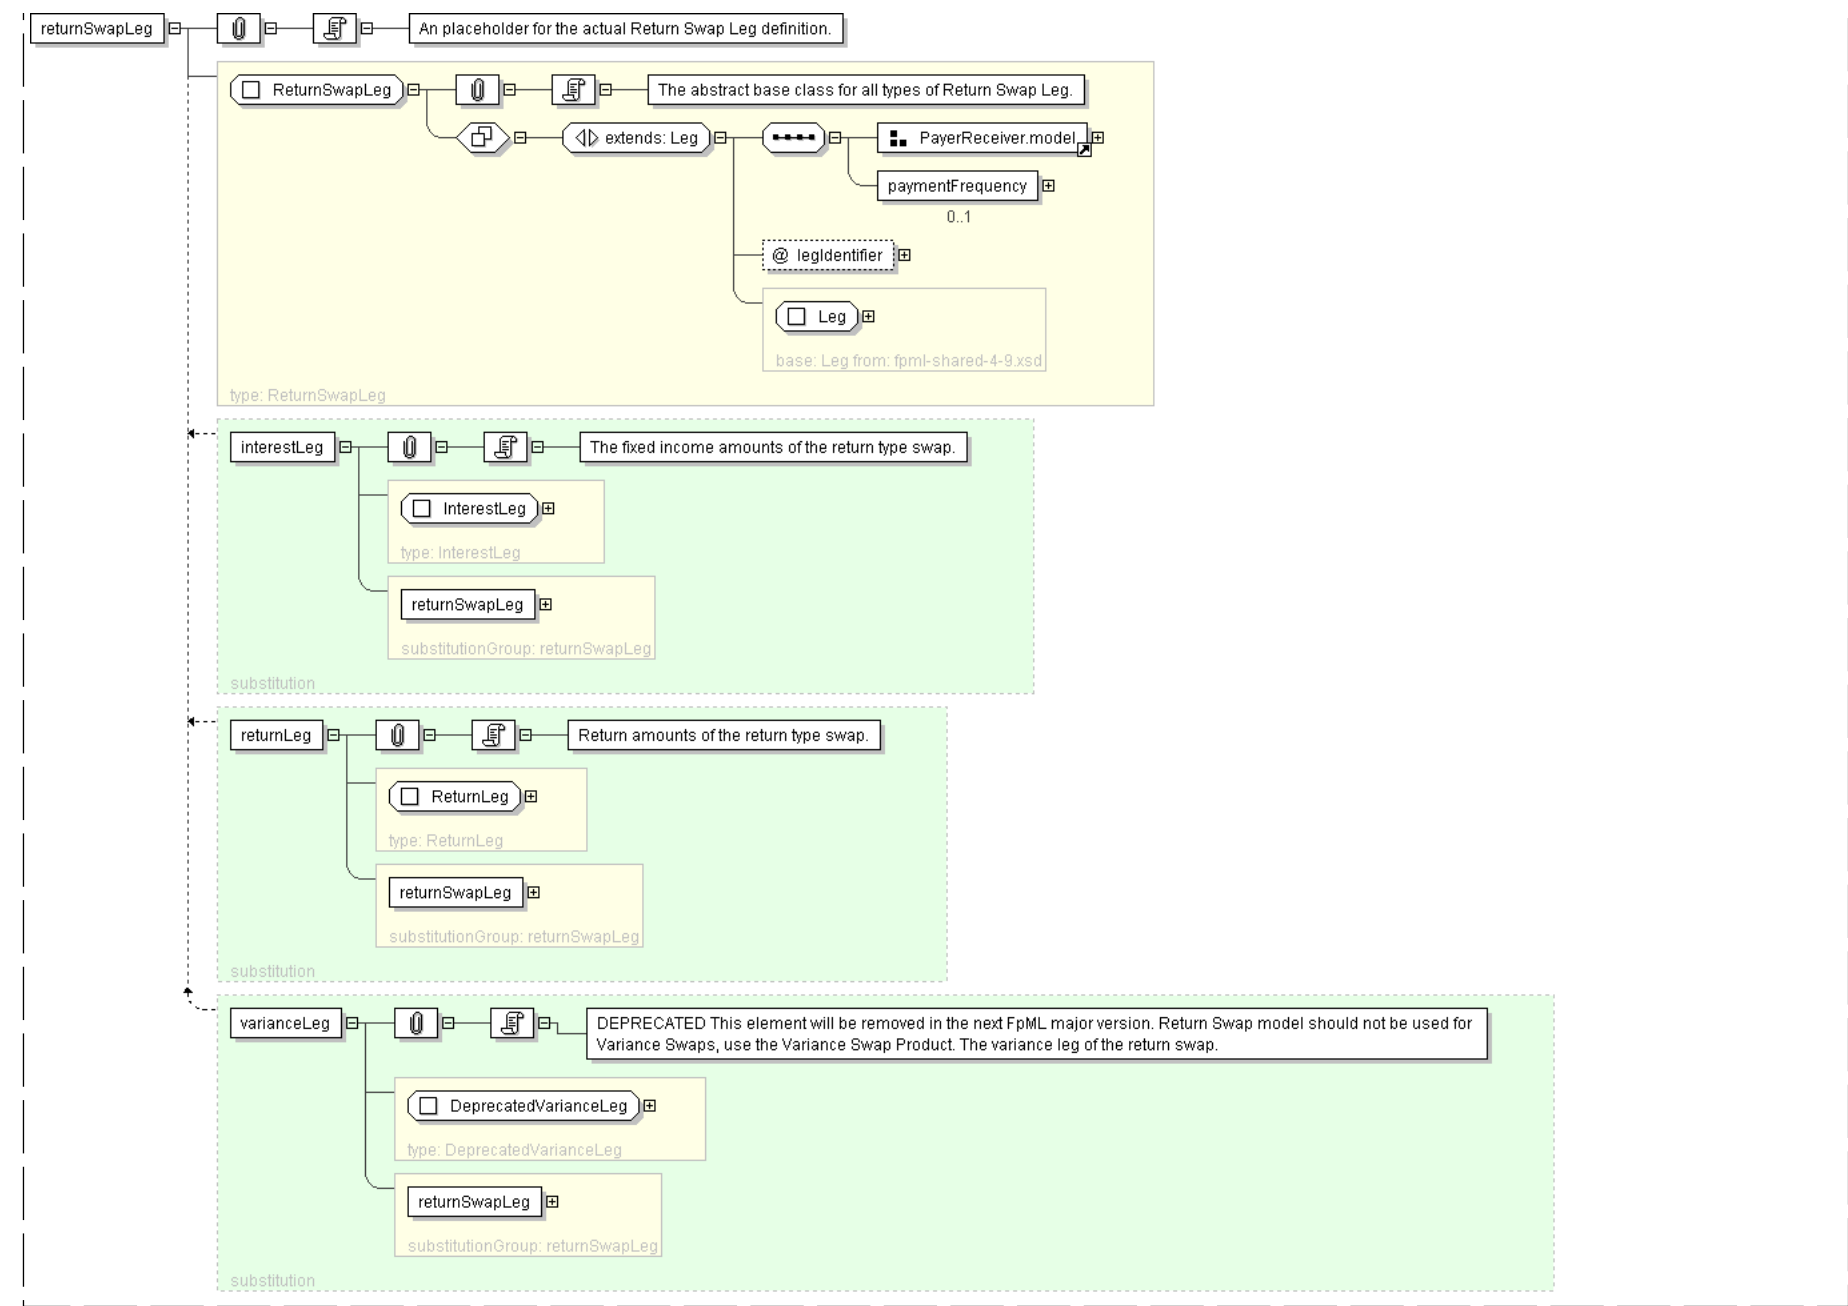 returnSwapLeg
An placeholder for the actual Return Swap Leg definition.
ReturnSwapLeg
The abstract base class for all types of Return Swap Leg.
extends: Leg
PayerReceiver.model
paymentFrequency
0..1
@ legIdentifier
Leg
base: Leg from: fpml-shared-4-9.xsd
type: ReturnSwapLeg
interestLeg
The fixed income amounts of the return type swap.
InterestLeg
type: InterestLeg
returnSwapLeg
substitutionGroup: returnSwapLeg
substitution
returnLeg
Return amounts of the return type swap.
ReturnLeg
type: ReturnLeg
returnSwapLeg
substitutionGroup: returnSwapLeg
substitution
varianceLeg
DEPRECATED This element will be removed in the next FpML major version. Return Swap model should not be used for
Variance Swaps, use the Variance Swap Product. The variance leg of the return swap.
DeprecatedVarianceLeg
type: DeprecatedVarianceLeg
returnSwapLeg
substitutionGroup: returnSwapLeg
substitution